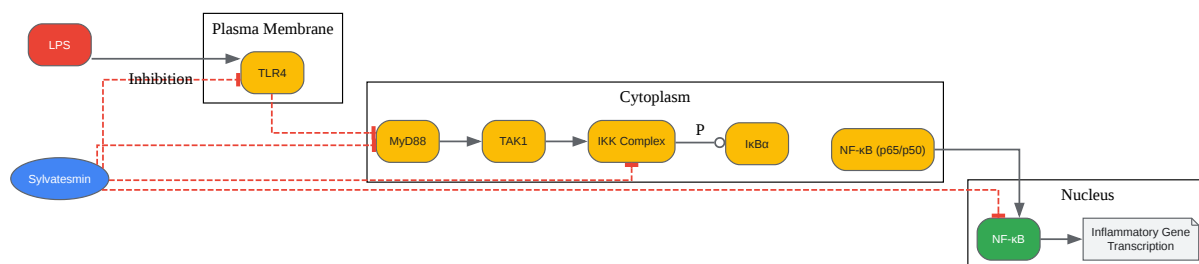 LPS
Plasma Membrane
TLR4
Inhibition
Cytoplasm
MyD88
TAK1
IKK Complex
P
IκBα
NF-κB (p65/p50)
Sylvatesmin
Nucleus
NF-κB
Inflammatory Gene
Transcription